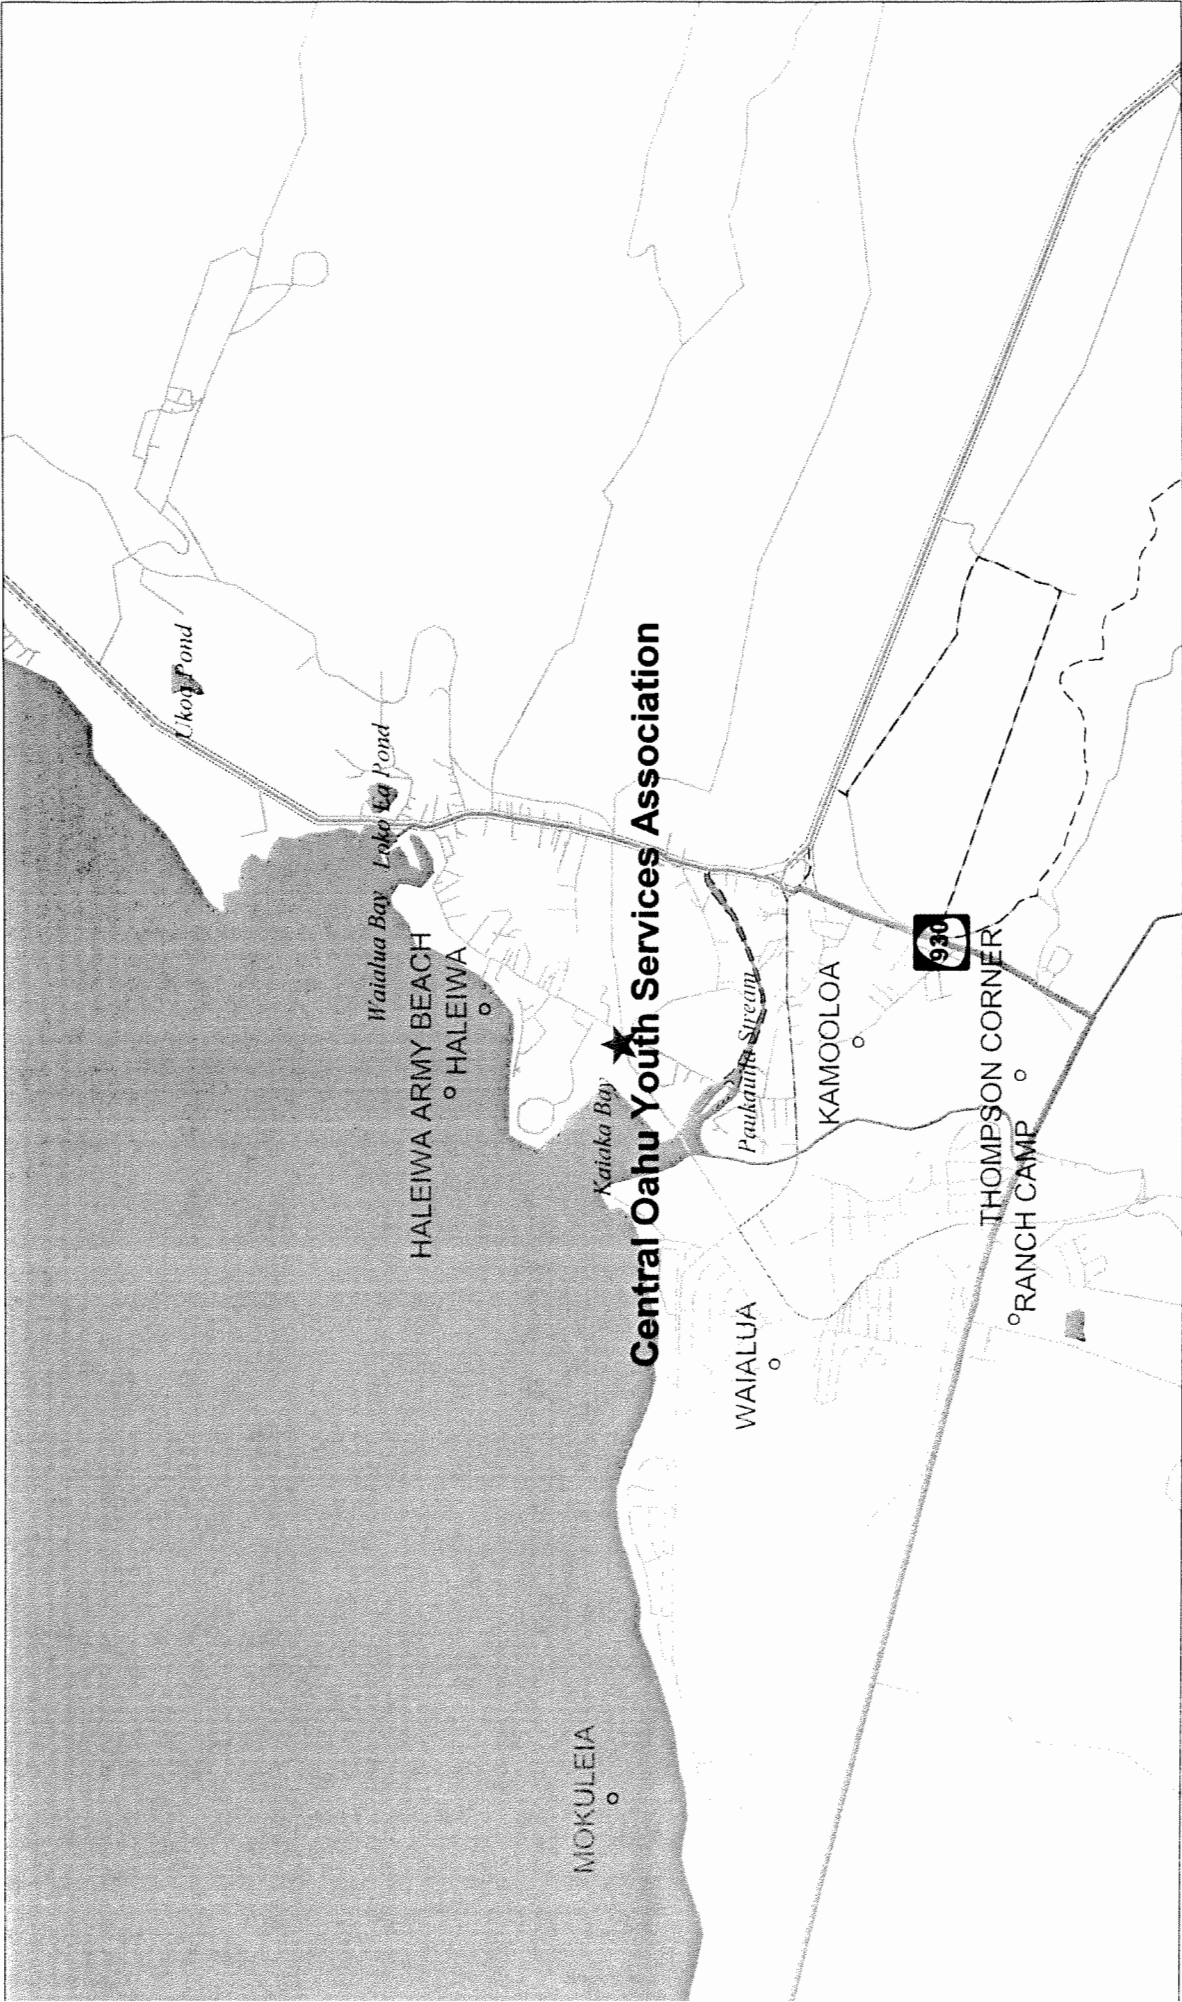 Ukoa Pond
Loko Ea Pond
Waialua Bay
HALEIWA ARMY BEACH
HALEIWA
Kaiaka Bay
Central Oahu Youth Services Association
Paukauila Stream
KAMOOLOA
930
THOMPSON CORNER
RANCH CAMP
WAIALUA
MOKULEIA